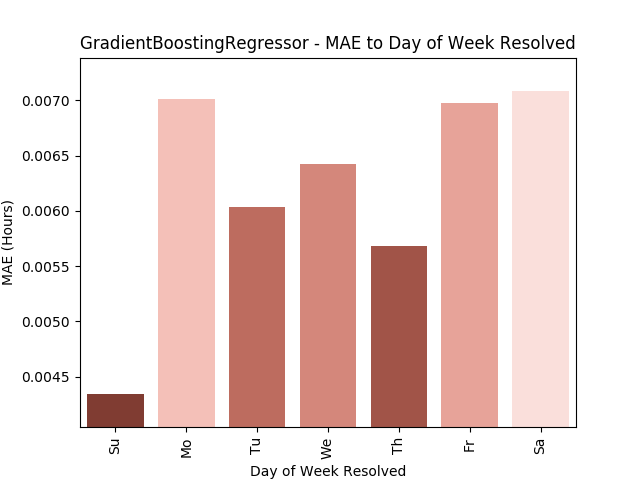 GradientBoostingRegressor - MAE to Day of Week Resolved
MAE (Hours)
0.0070
0.0065
0.0060
0.0055
0.0050
0.0045
Su
Mo
Tu
We
Th
Fr
Sa
Day of Week Resolved